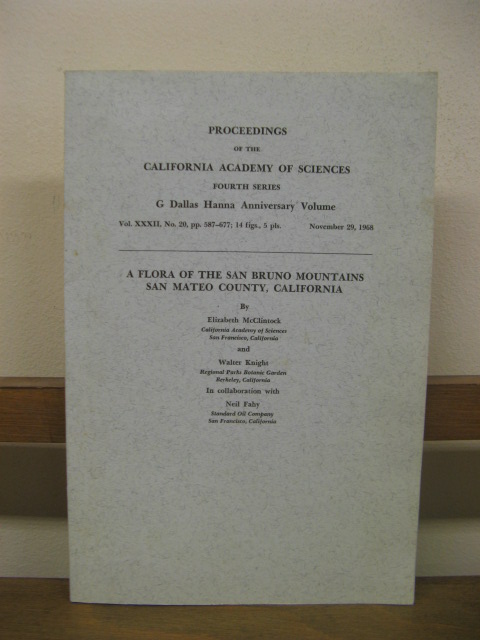 PROCEEDINGS
OF THE
CALIFORNIA ACADEMY OF SCIENCES
FOURTH SERIES
G Dallas Hanna Anniversary Volume
Vol. XXXII, No. 20, pp. 587–677; 14 figs., 5 pls. November 29, 1968
A FLORA OF THE SAN BRUNO MOUNTAINS
SAN MATEO COUNTY, CALIFORNIA
By
Elizabeth McClintock
California Academy of Sciences
San Francisco, California
and
Walter Knight
Regional Parks Botanic Garden
Berkeley, California
In collaboration with
Neil Fahy
Standard Oil Company
San Francisco, California